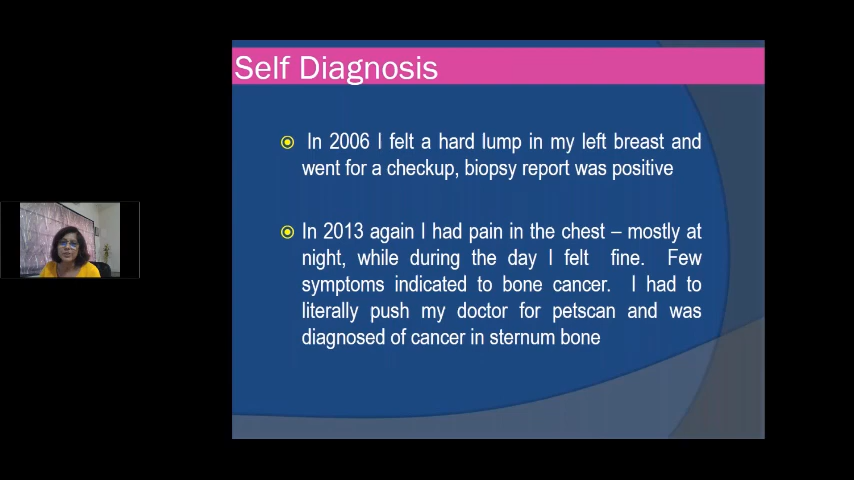 Self Diagnosis
In 2006 I felt a hard lump in my left breast and
went for a checkup, biopsy report was positive
In 2013 again I had pain in the chest – mostly at
night, while during the day I felt fine. Few
symptoms indicated to bone cancer. I had to
literally push my doctor for petscan and was
diagnosed of cancer in sternum bone